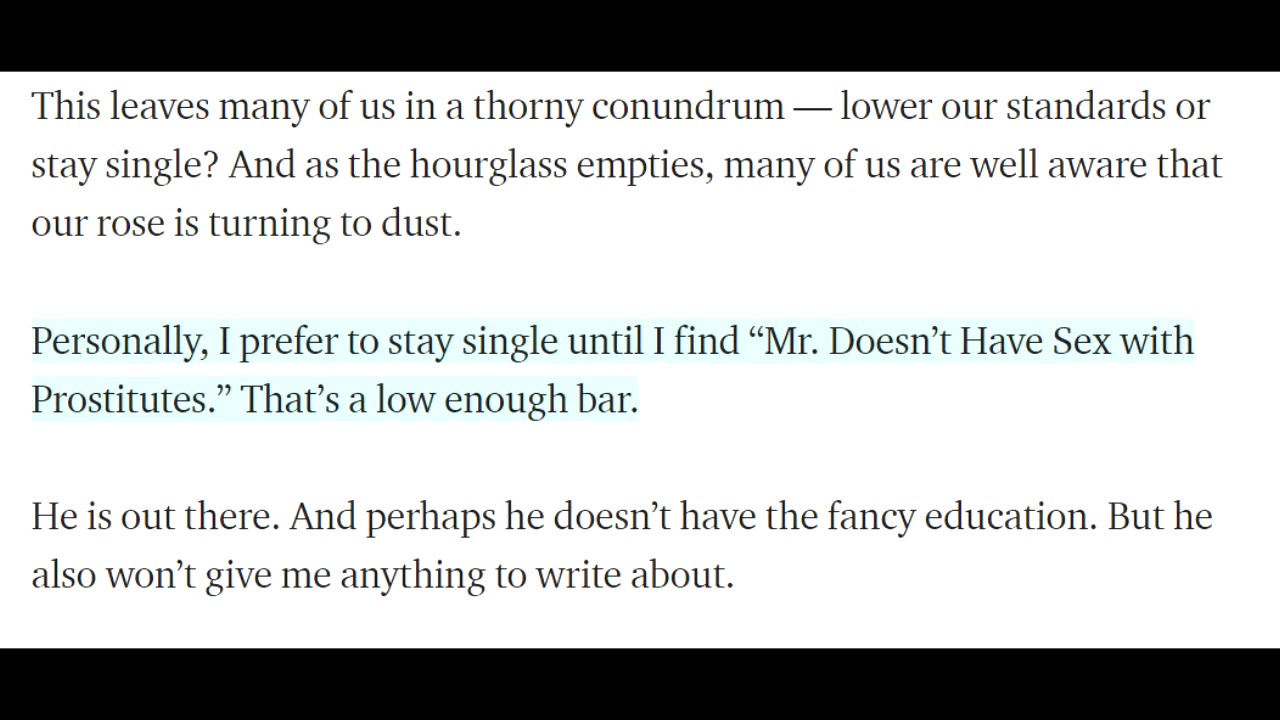 This leaves many of us in a thorny conundrum — lower our standards or
stay single? And as the hourglass empties, many of us are well aware that
our rose is turning to dust.
Personally, I prefer to stay single until I find “Mr. Doesn’t Have Sex with
Prostitutes.” That’s a low enough bar.
He is out there. And perhaps he doesn’t have the fancy education. But he
also won’t give me anything to write about.